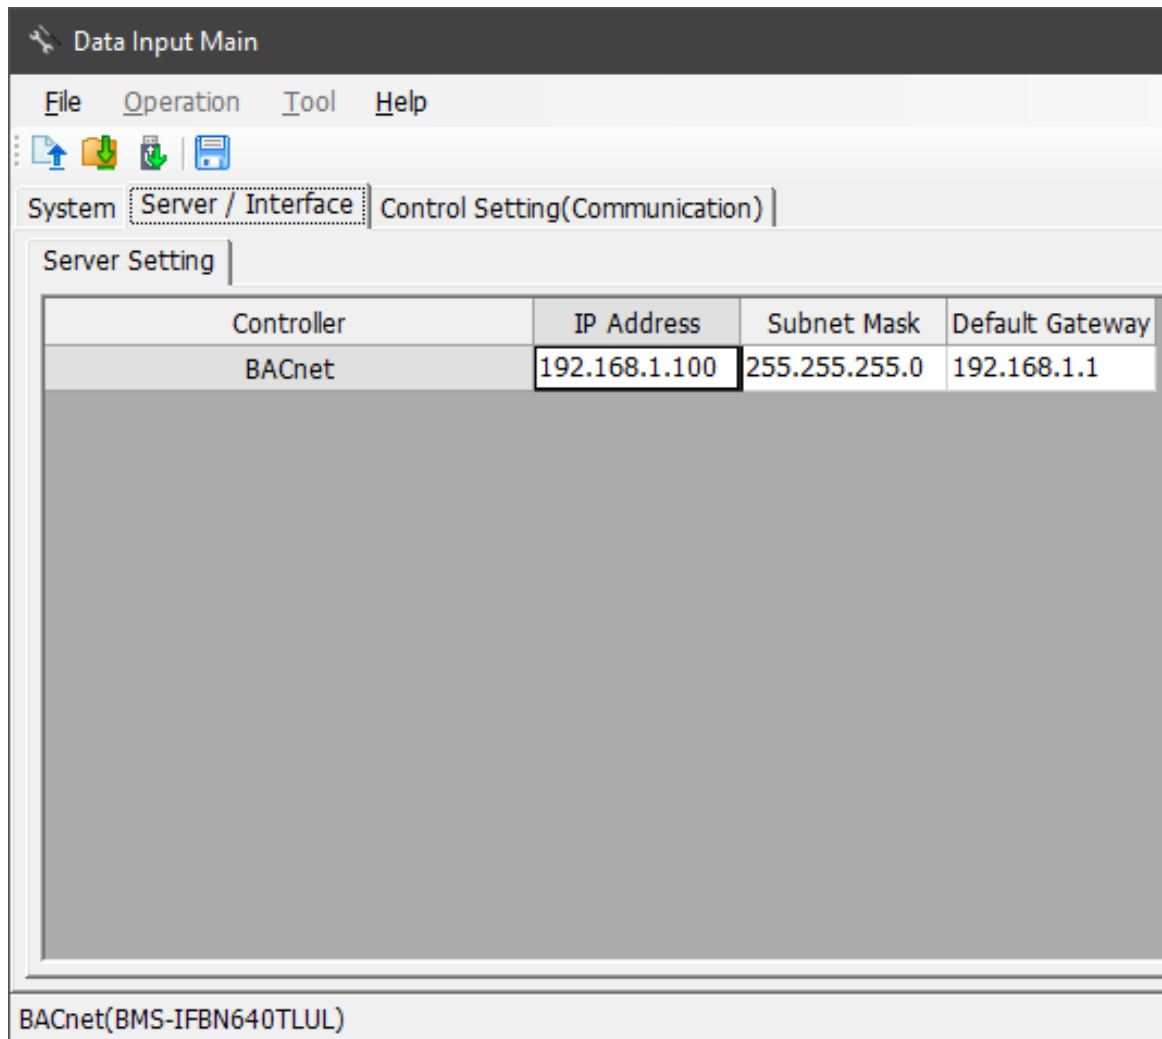 Data Input Main
File Operation Tool Help
System Server / Interface Control Setting(Communication)
Server Setting
Controller IP Address Subnet Mask Default Gateway
BACnet 192.168.1.100 255.255.255.0 192.168.1.1
BACnet(BMS-IFBN640TLUL)